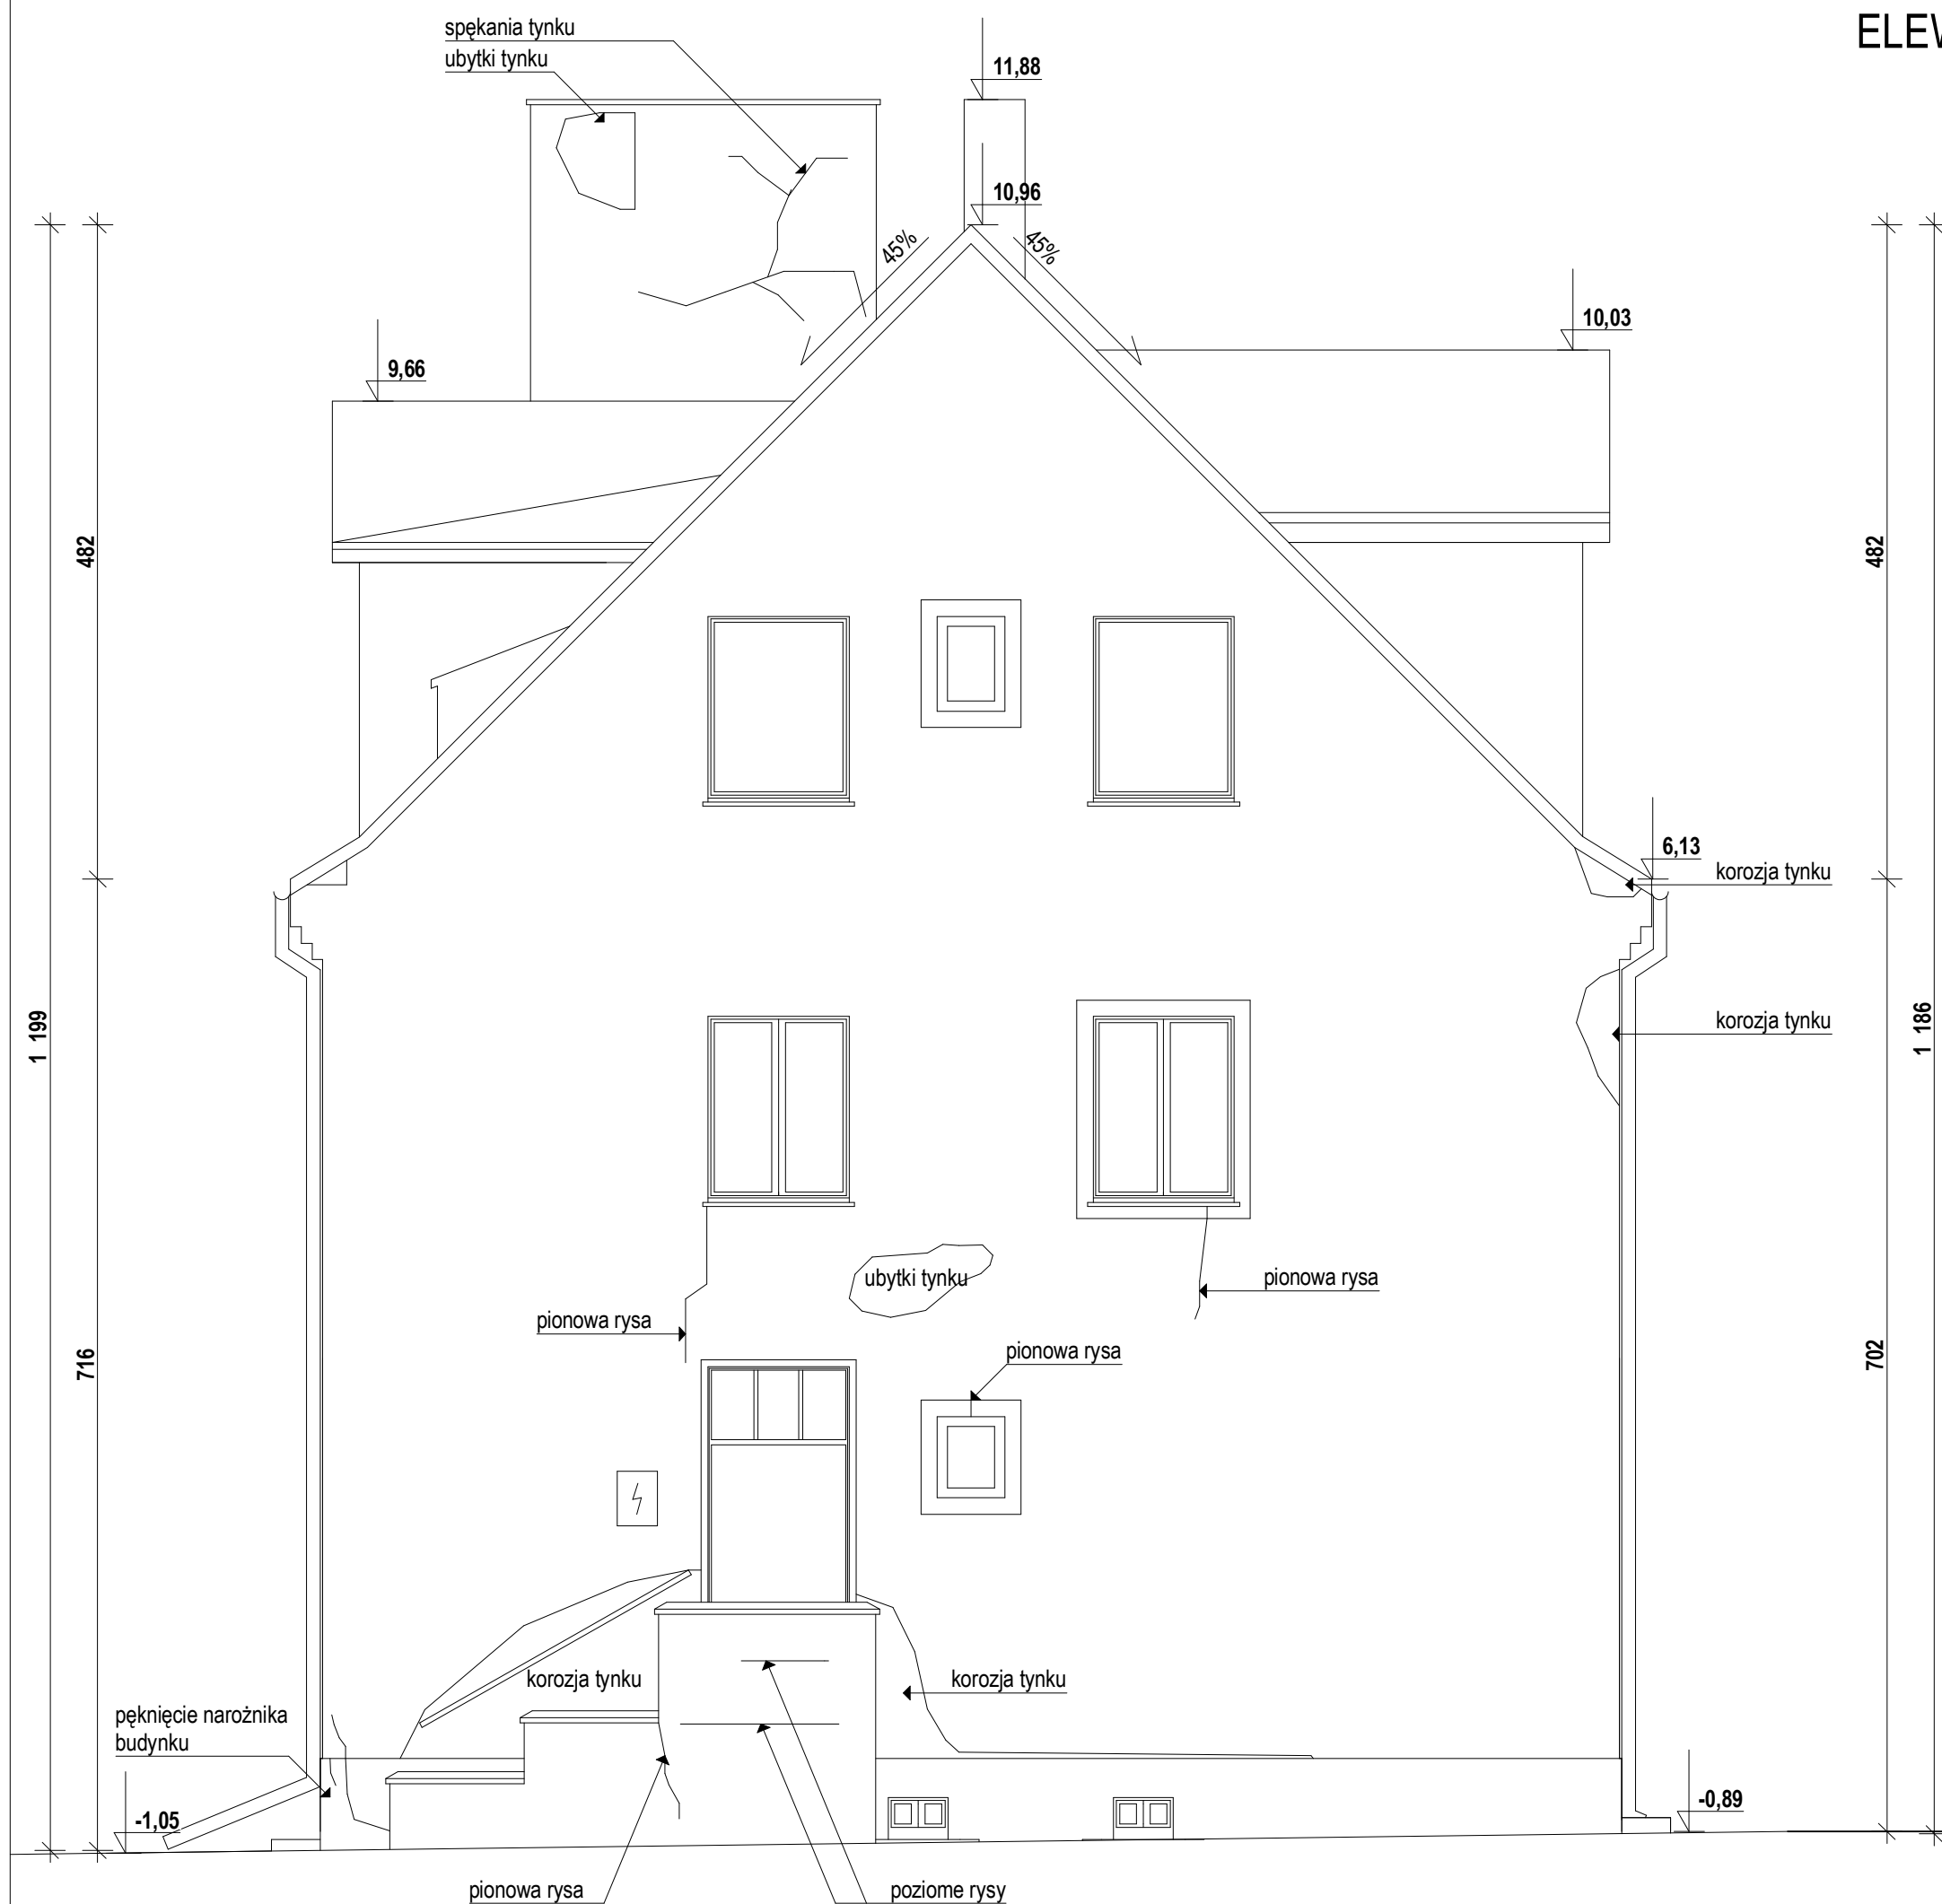 ELEV
spękania tynku
ubytki tynku
11,88
10,96
45%
45%
10,03
9,66
482
482
6,13
korozja tynku
korozja tynku
1 199
1 186
ubytki tynku
pionowa rysa
pionowa rysa
pionowa rysa
716
702
korozja tynku
korozja tynku
pęknięcie narożnika
budynku
-1,05
-0,89
pionowa rysa
poziome rysy